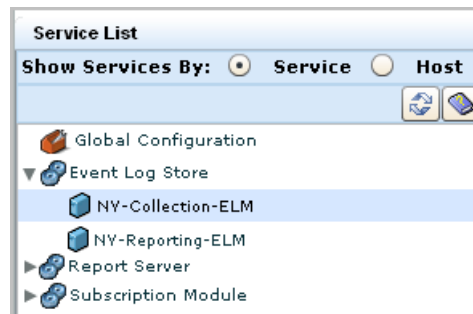 Service List
Show Services By: Service Host
Global Configuration
Event Log Store
NY-Collection-ELM
NY-Reporting-ELM
Report Server
Subscription Module